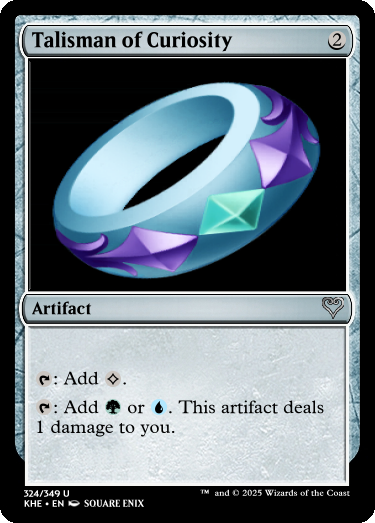 Talisman of Curiosity 2
Artifact
: Add .
: Add or . This artifact deals
1 damage to you.
324/349 U
KHE • EN SQUARE ENIX
™ and © 2025 Wizards of the Coast